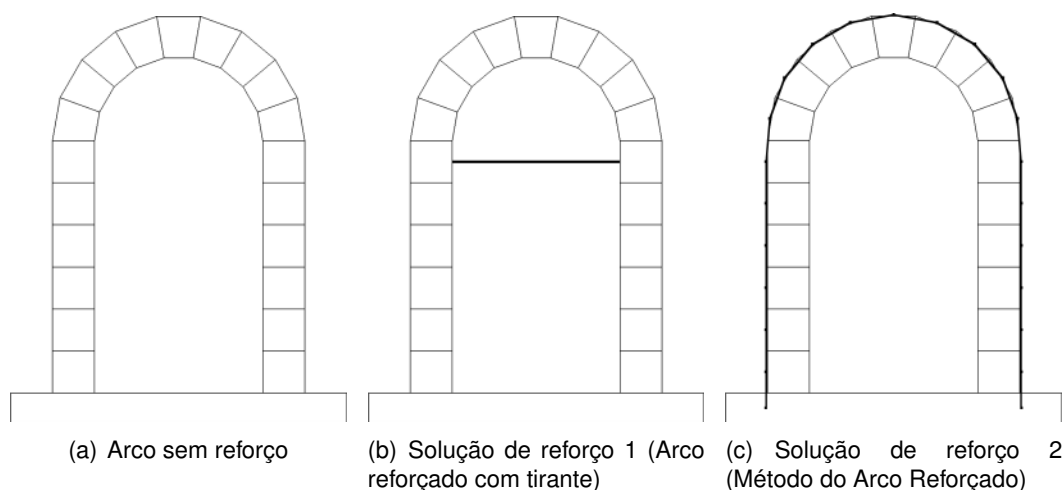 (a) Arco sem reforço
(b) Solução de reforço 1 (Arco
reforçado com tirante)
(c) Solução de reforço 2
(Método do Arco Reforçado)